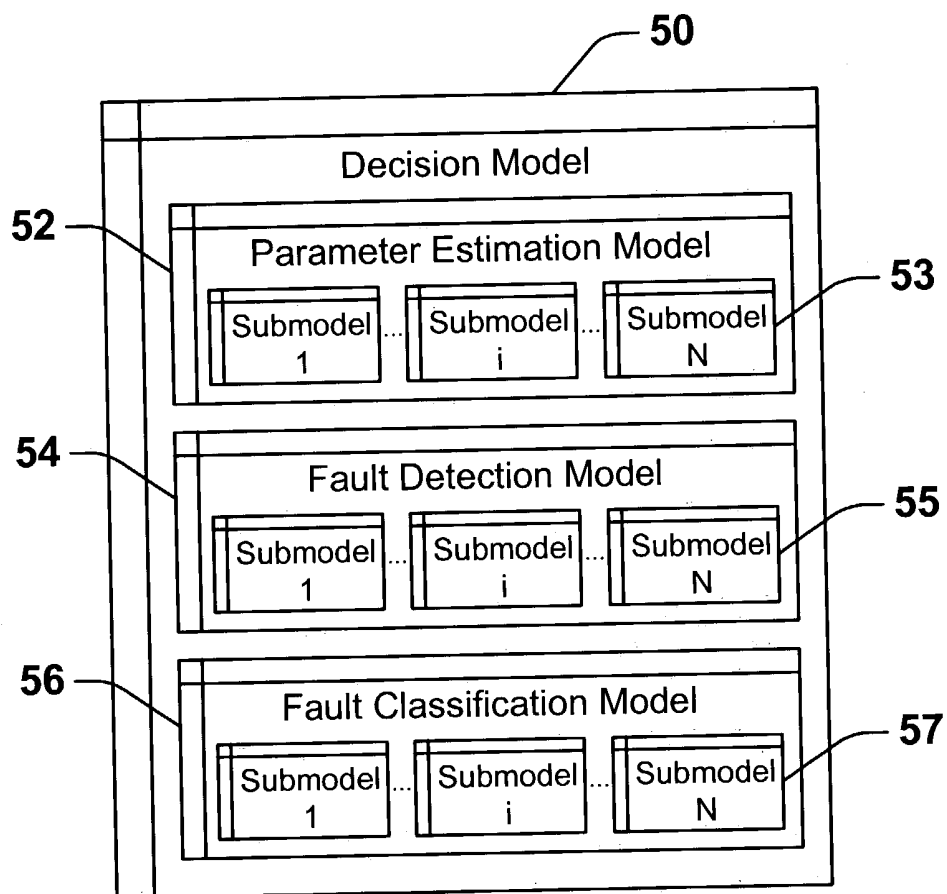 50
Decision Model
52
Parameter Estimation Model
53
Submodel ... Submodel ... Submodel
1 i N
54
Fault Detection Model
55
Submodel ... Submodel ... Submodel
1 i N
56
Fault Classification Model
57
Submodel ... Submodel ... Submodel
1 i N